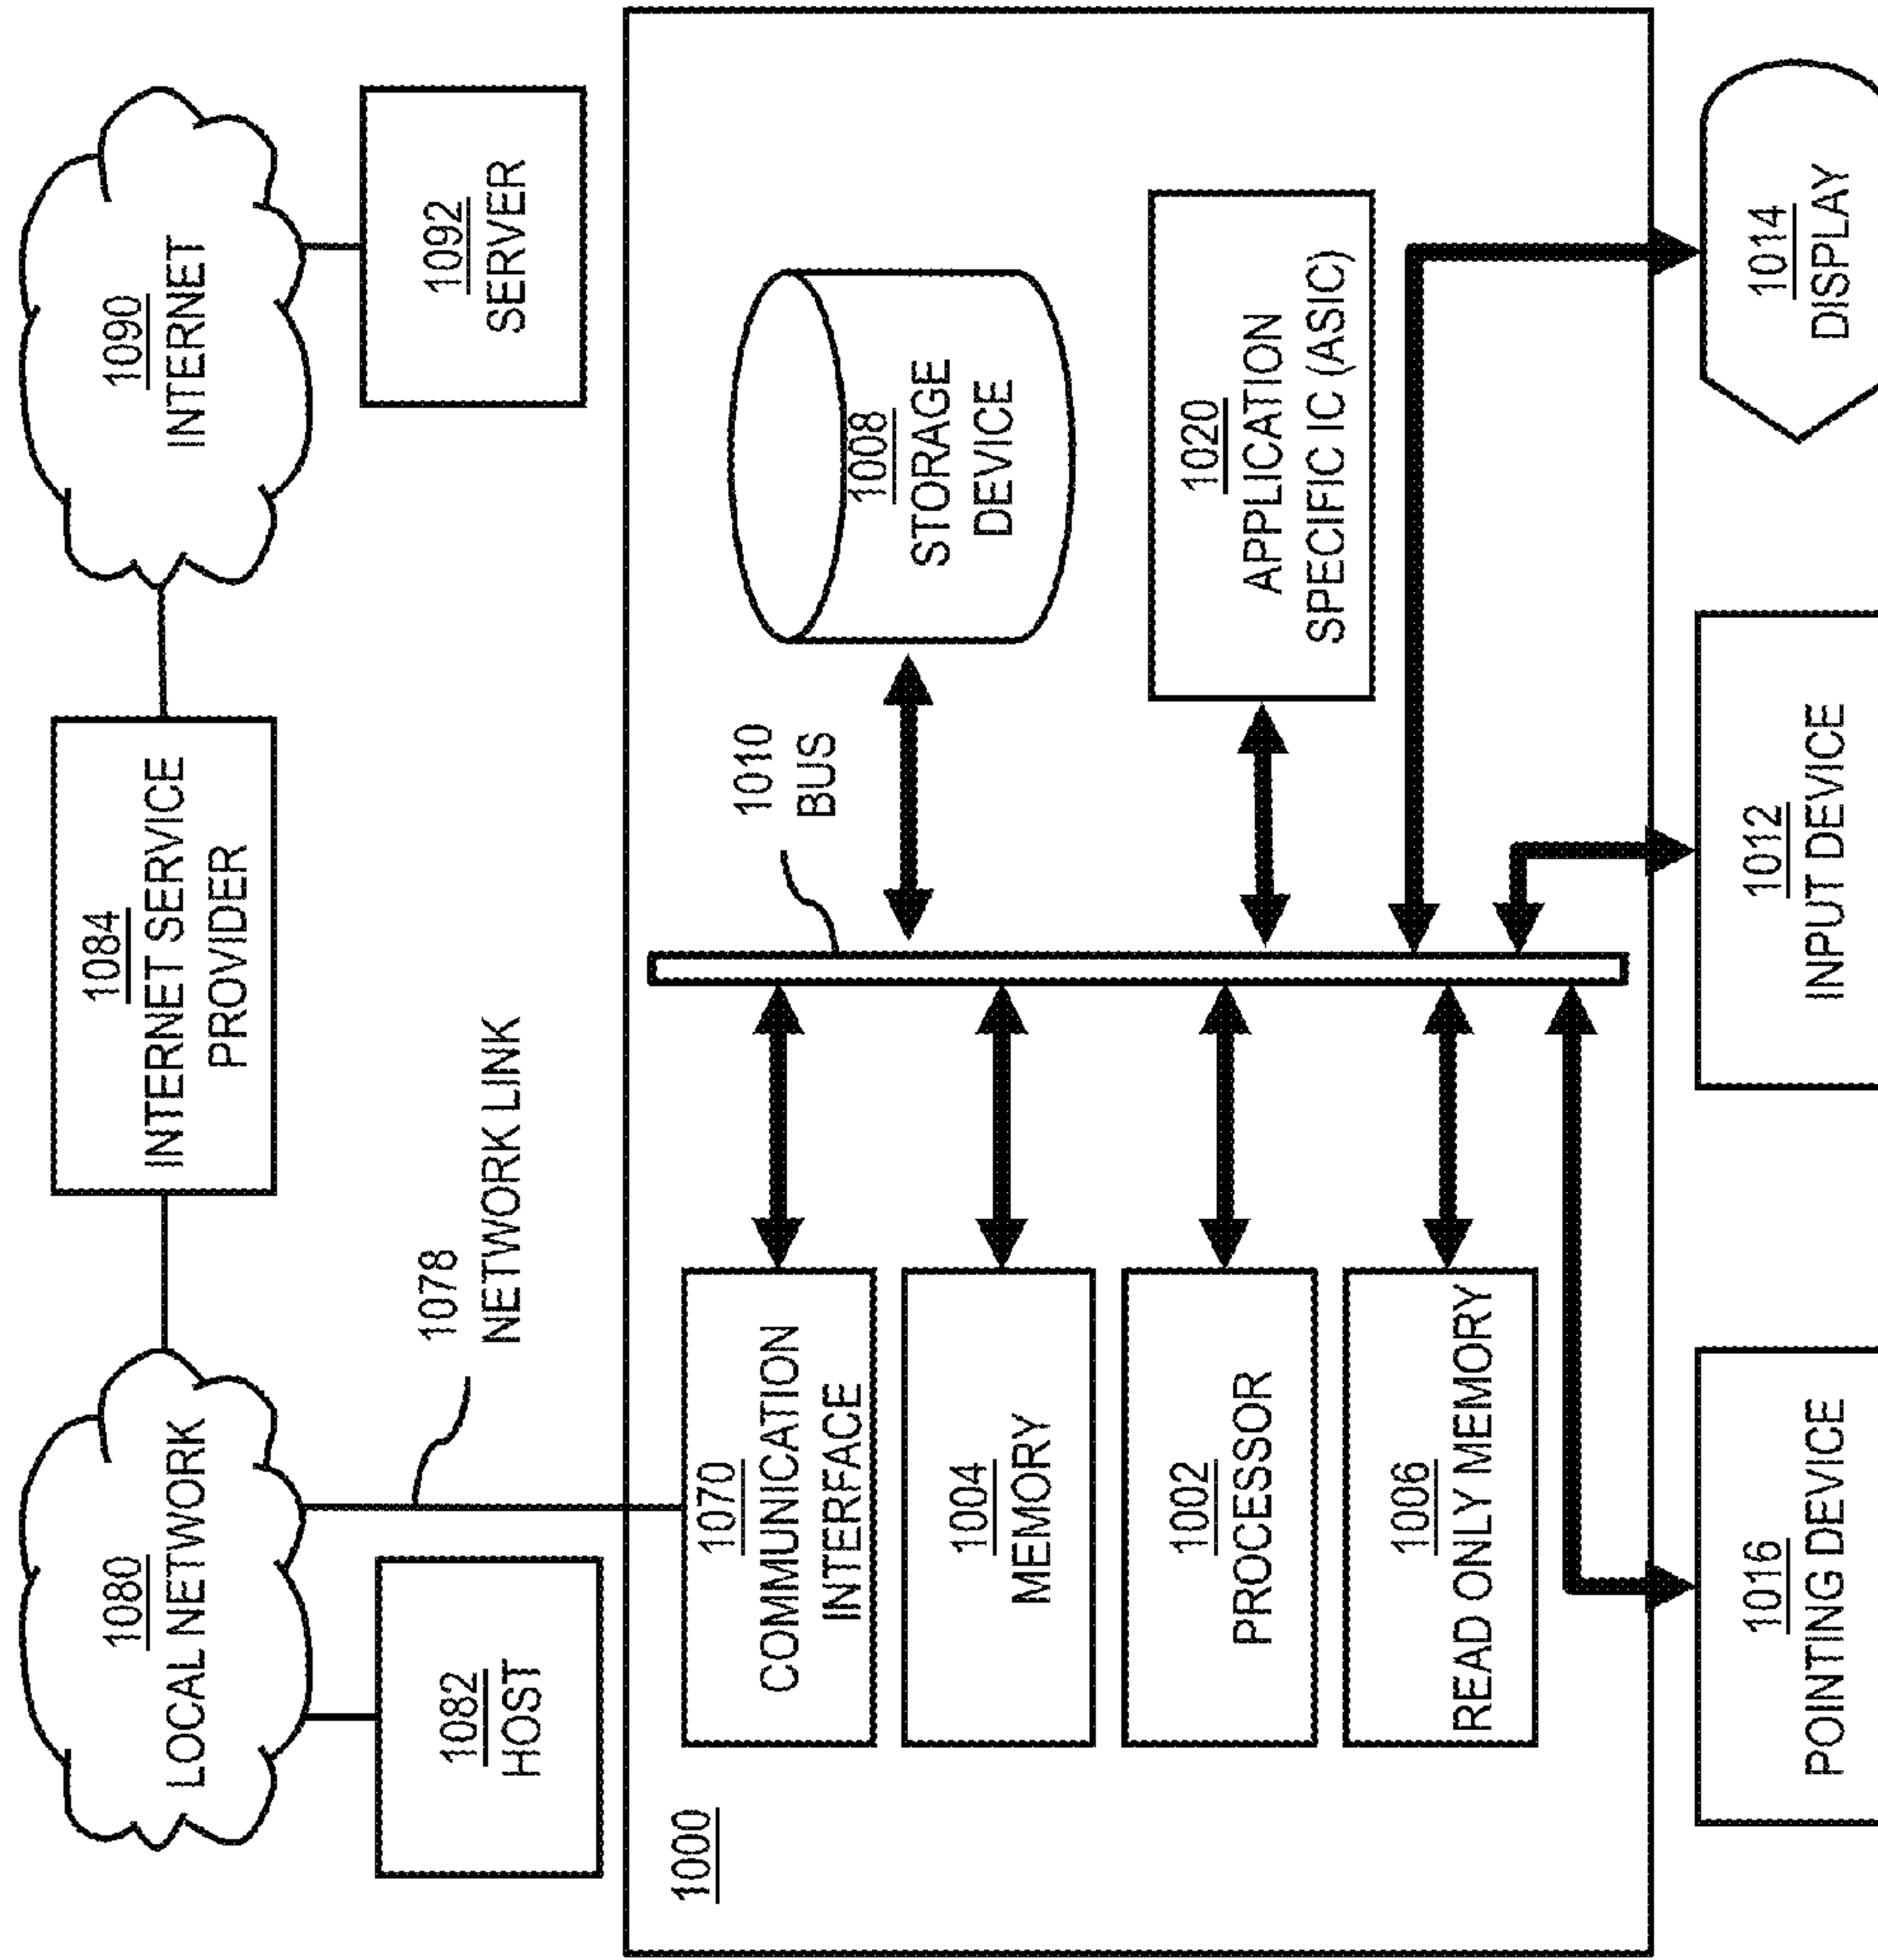 1080
LOCAL NETWORK
1084
INTERNET SERVICE
PROVIDER
1090
INTERNET
1082
HOST
1078
NETWORK LINK
1092
SERVER
1000
1070
COMMUNICATION
INTERFACE
1010
BUS
1008
STORAGE
DEVICE
1004
MEMORY
1002
PROCESSOR
1020
APPLICATION
SPECIFIC IC (ASIC)
1006
READ ONLY MEMORY
1016
POINTING DEVICE
1012
INPUT DEVICE
1014
DISPLAY